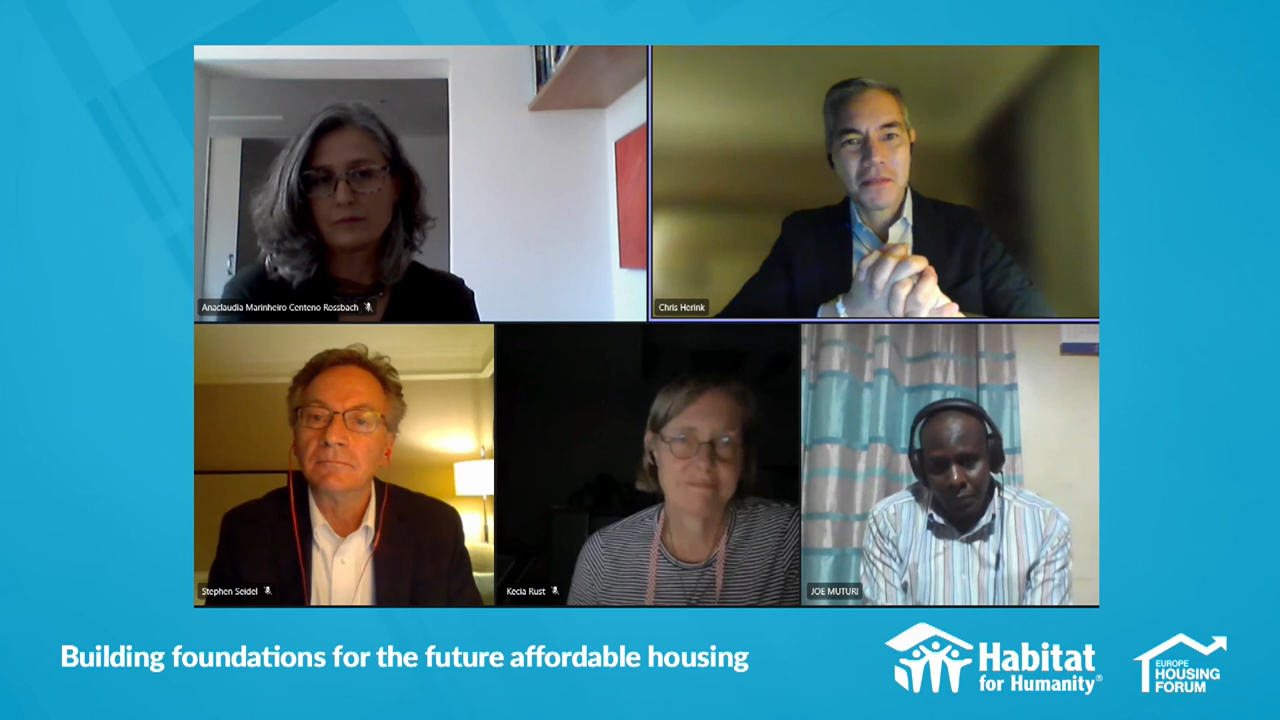 Anaclaudia Marinheiro Centeno Rossbach
Chris Herink
Stephen Seidel
Kecia Rust
JOE MUTURI
Building foundations for the future affordable housing
Habitat
for Humanity®
EUROPE
HOUSING
FORUM